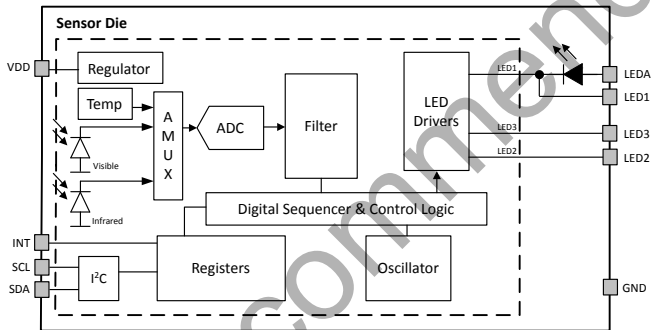 Sensor Die
VDD
Regulator
Temp
A
M
U
X
ADC
Filter
LED
Drivers
LED1
LED3
LED2
LEDA
LED1
LED3
LED2
Visible
Infrared
Digital Sequencer & Control Logic
INT
SCL
SDA
I²C
Registers
Oscillator
GND
commen